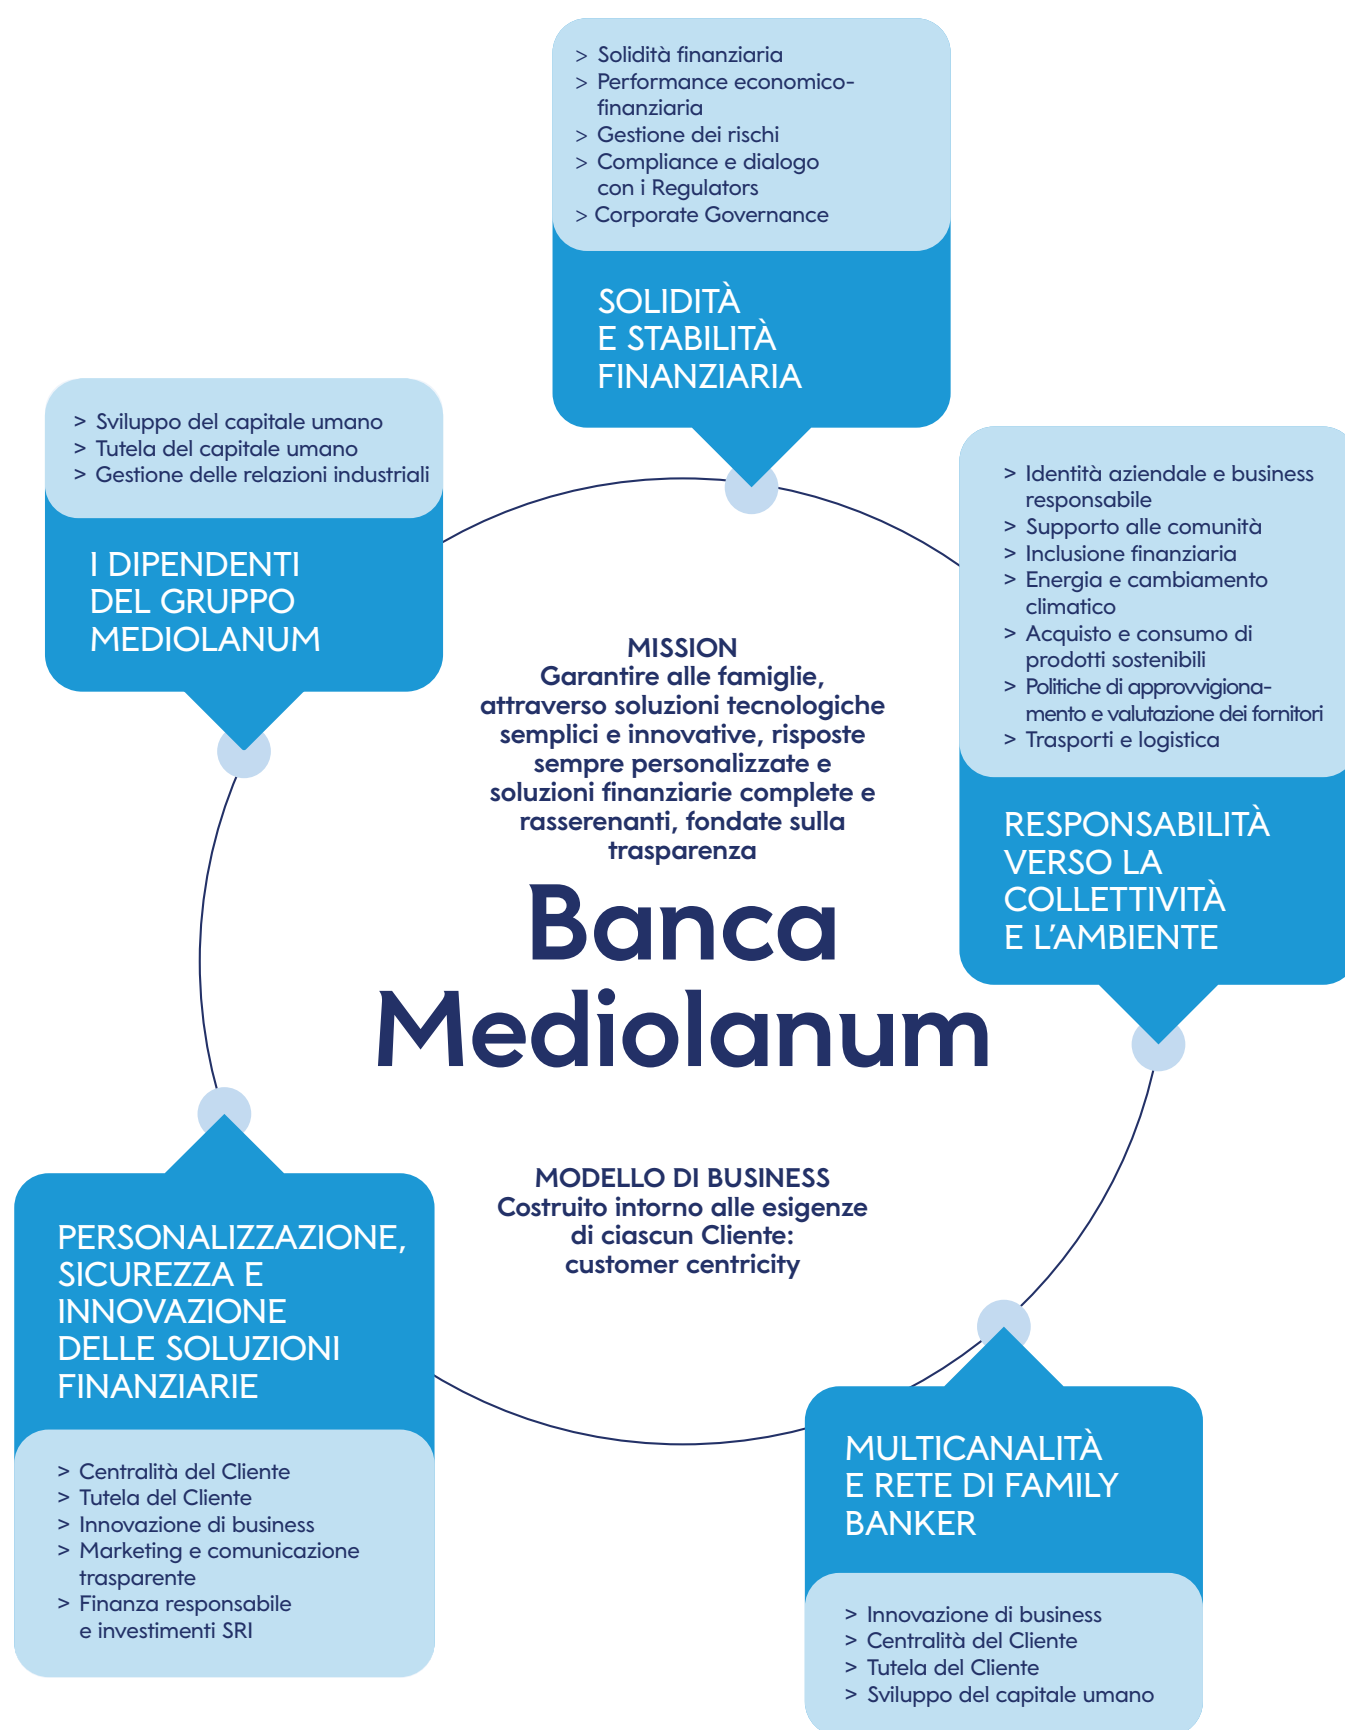 > Solidità finanziaria
> Performance economico-
finanziaria
> Gestione dei rischi
> Compliance e dialogo
con i Regulators
> Corporate Governance
SOLIDITÀ
E STABILITÀ
FINANZIARIA
> Sviluppo del capitale umano
> Tutela del capitale umano
> Gestione delle relazioni industriali
I DIPENDENTI
DEL GRUPPO
MEDIOLANUM
> Identità aziendale e business
responsabile
> Supporto alle comunità
> Inclusione finanziaria
> Energia e cambiamento
climatico
> Acquisto e consumo di
prodotti sostenibili
> Politiche di approvvigiona-
mento e valutazione dei fornitori
> Trasporti e logistica
RESPONSABILITÀ
VERSO LA
COLLETTIVITÀ
E L'AMBIENTE
MISSION
Garantire alle famiglie,
attraverso soluzioni tecnologiche
semplici e innovative, risposte
sempre personalizzate e
soluzioni finanziarie complete e
rasserenanti, fondate sulla
trasparenza
Banca
Mediolanum
MODELLO DI BUSINESS
Costruito intorno alle esigenze
di ciascun Cliente:
customer centricity
PERSONALIZZAZIONE,
SICUREZZA E
INNOVAZIONE
DELLE SOLUZIONI
FINANZIARIE
> Centralità del Cliente
> Tutela del Cliente
> Innovazione di business
> Marketing e comunicazione
trasparente
> Finanza responsabile
e investimenti SRI
MULTICANALITÀ
E RETE DI FAMILY
BANKER
> Innovazione di business
> Centralità del Cliente
> Tutela del Cliente
> Sviluppo del capitale umano